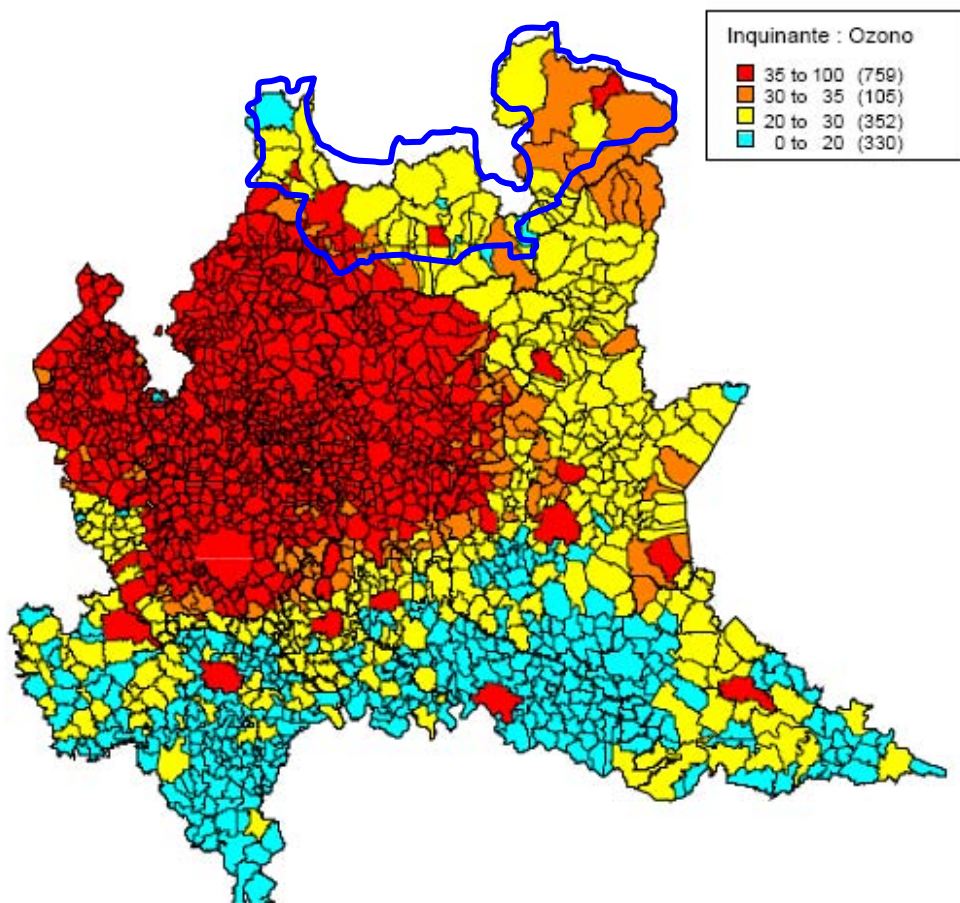 Inquinante : Ozono
35 to 100 (759)
30 to 35 (105)
20 to 30 (352)
0 to 20 (330)